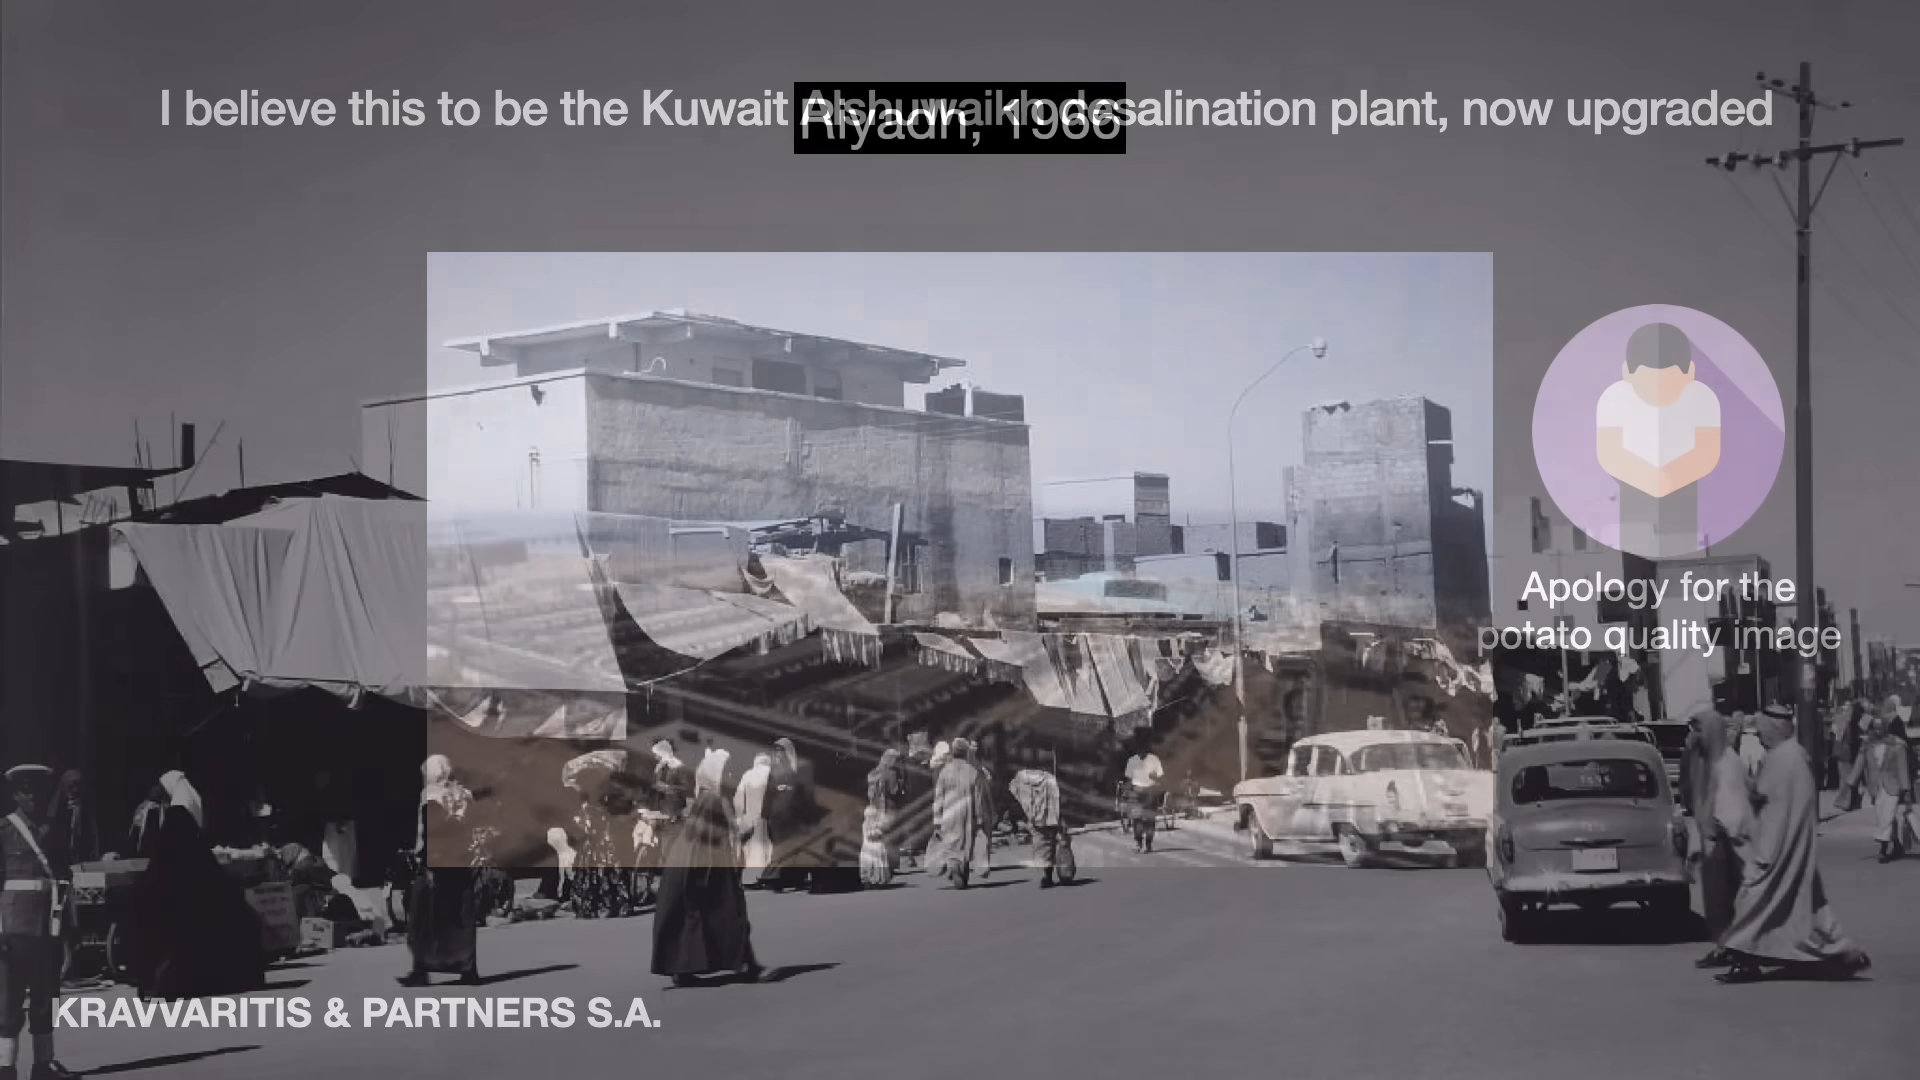 I believe this to be the Kuwait desalination plant, now upgraded
Riyadh, 1966
Apology for the
potato quality image
KRAVVARITIS & PARTNERS S.A.